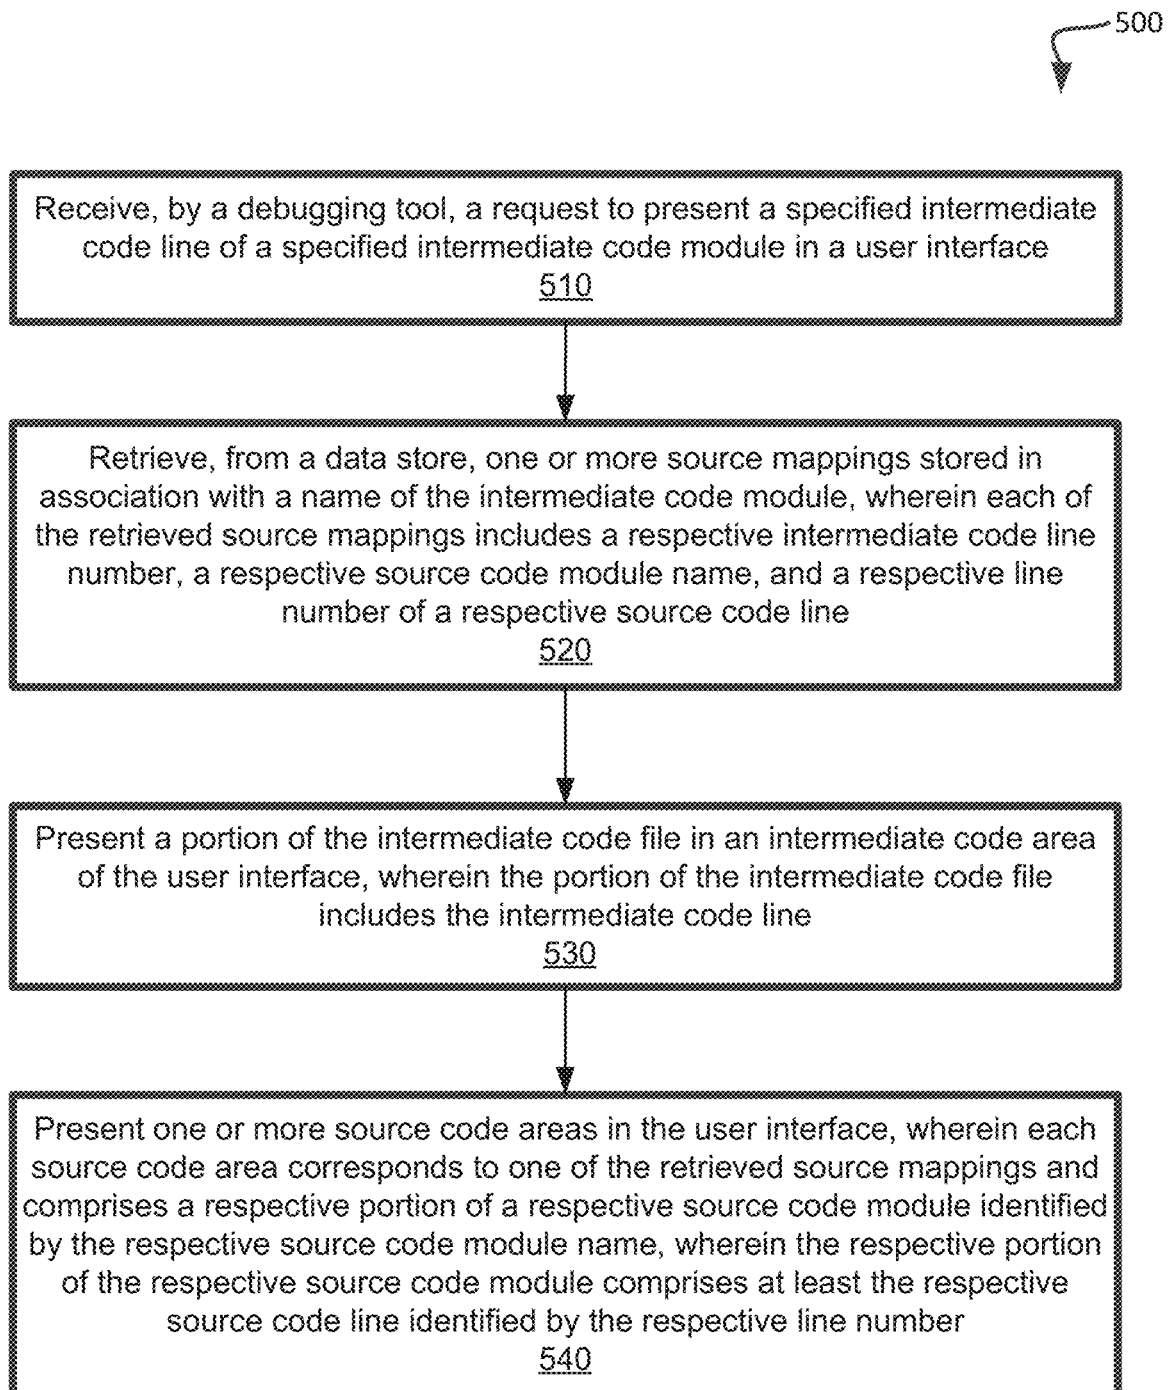 500
Receive, by a debugging tool, a request to present a specified intermediate
code line of a specified intermediate code module in a user interface
510
Retrieve, from a data store, one or more source mappings stored in
association with a name of the intermediate code module, wherein each of
the retrieved source mappings includes a respective intermediate code line
number, a respective source code module name, and a respective line
number of a respective source code line
520
Present a portion of the intermediate code file in an intermediate code area
of the user interface, wherein the portion of the intermediate code file
includes the intermediate code line
530
Present one or more source code areas in the user interface, wherein each
source code area corresponds to one of the retrieved source mappings and
comprises a respective portion of a respective source code module identified
by the respective source code module name, wherein the respective portion
of the respective source code module comprises at least the respective
source code line identified by the respective line number
540